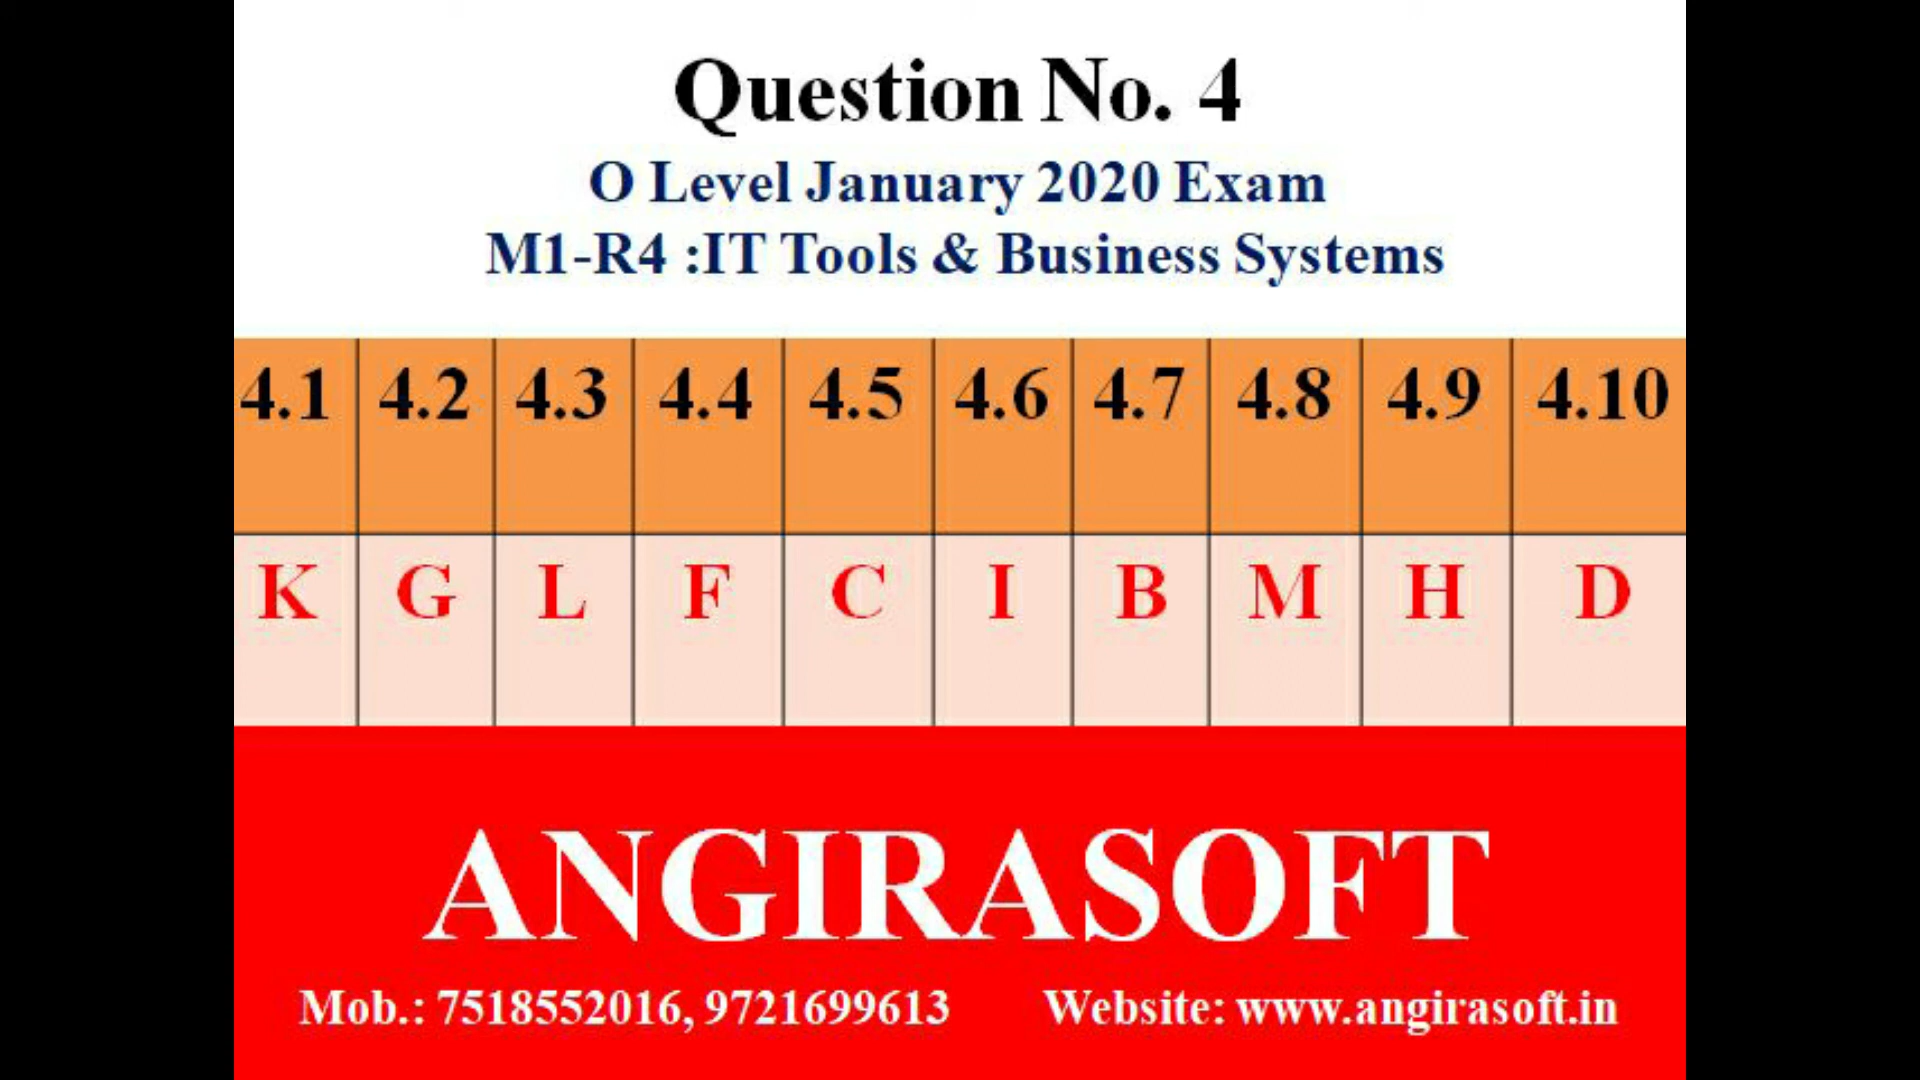 Question No. 4
O Level January 2020 Exam
M1-R4 :IT Tools & Business Systems
4.1 4.2 4.3 4.4 4.5 4.6 4.7 4.8 4.9 4.10
K G L F C I B M H D
ANGIRASOFT
Mob.: 7518552016, 9721699613 Website: www.angirasoft.in